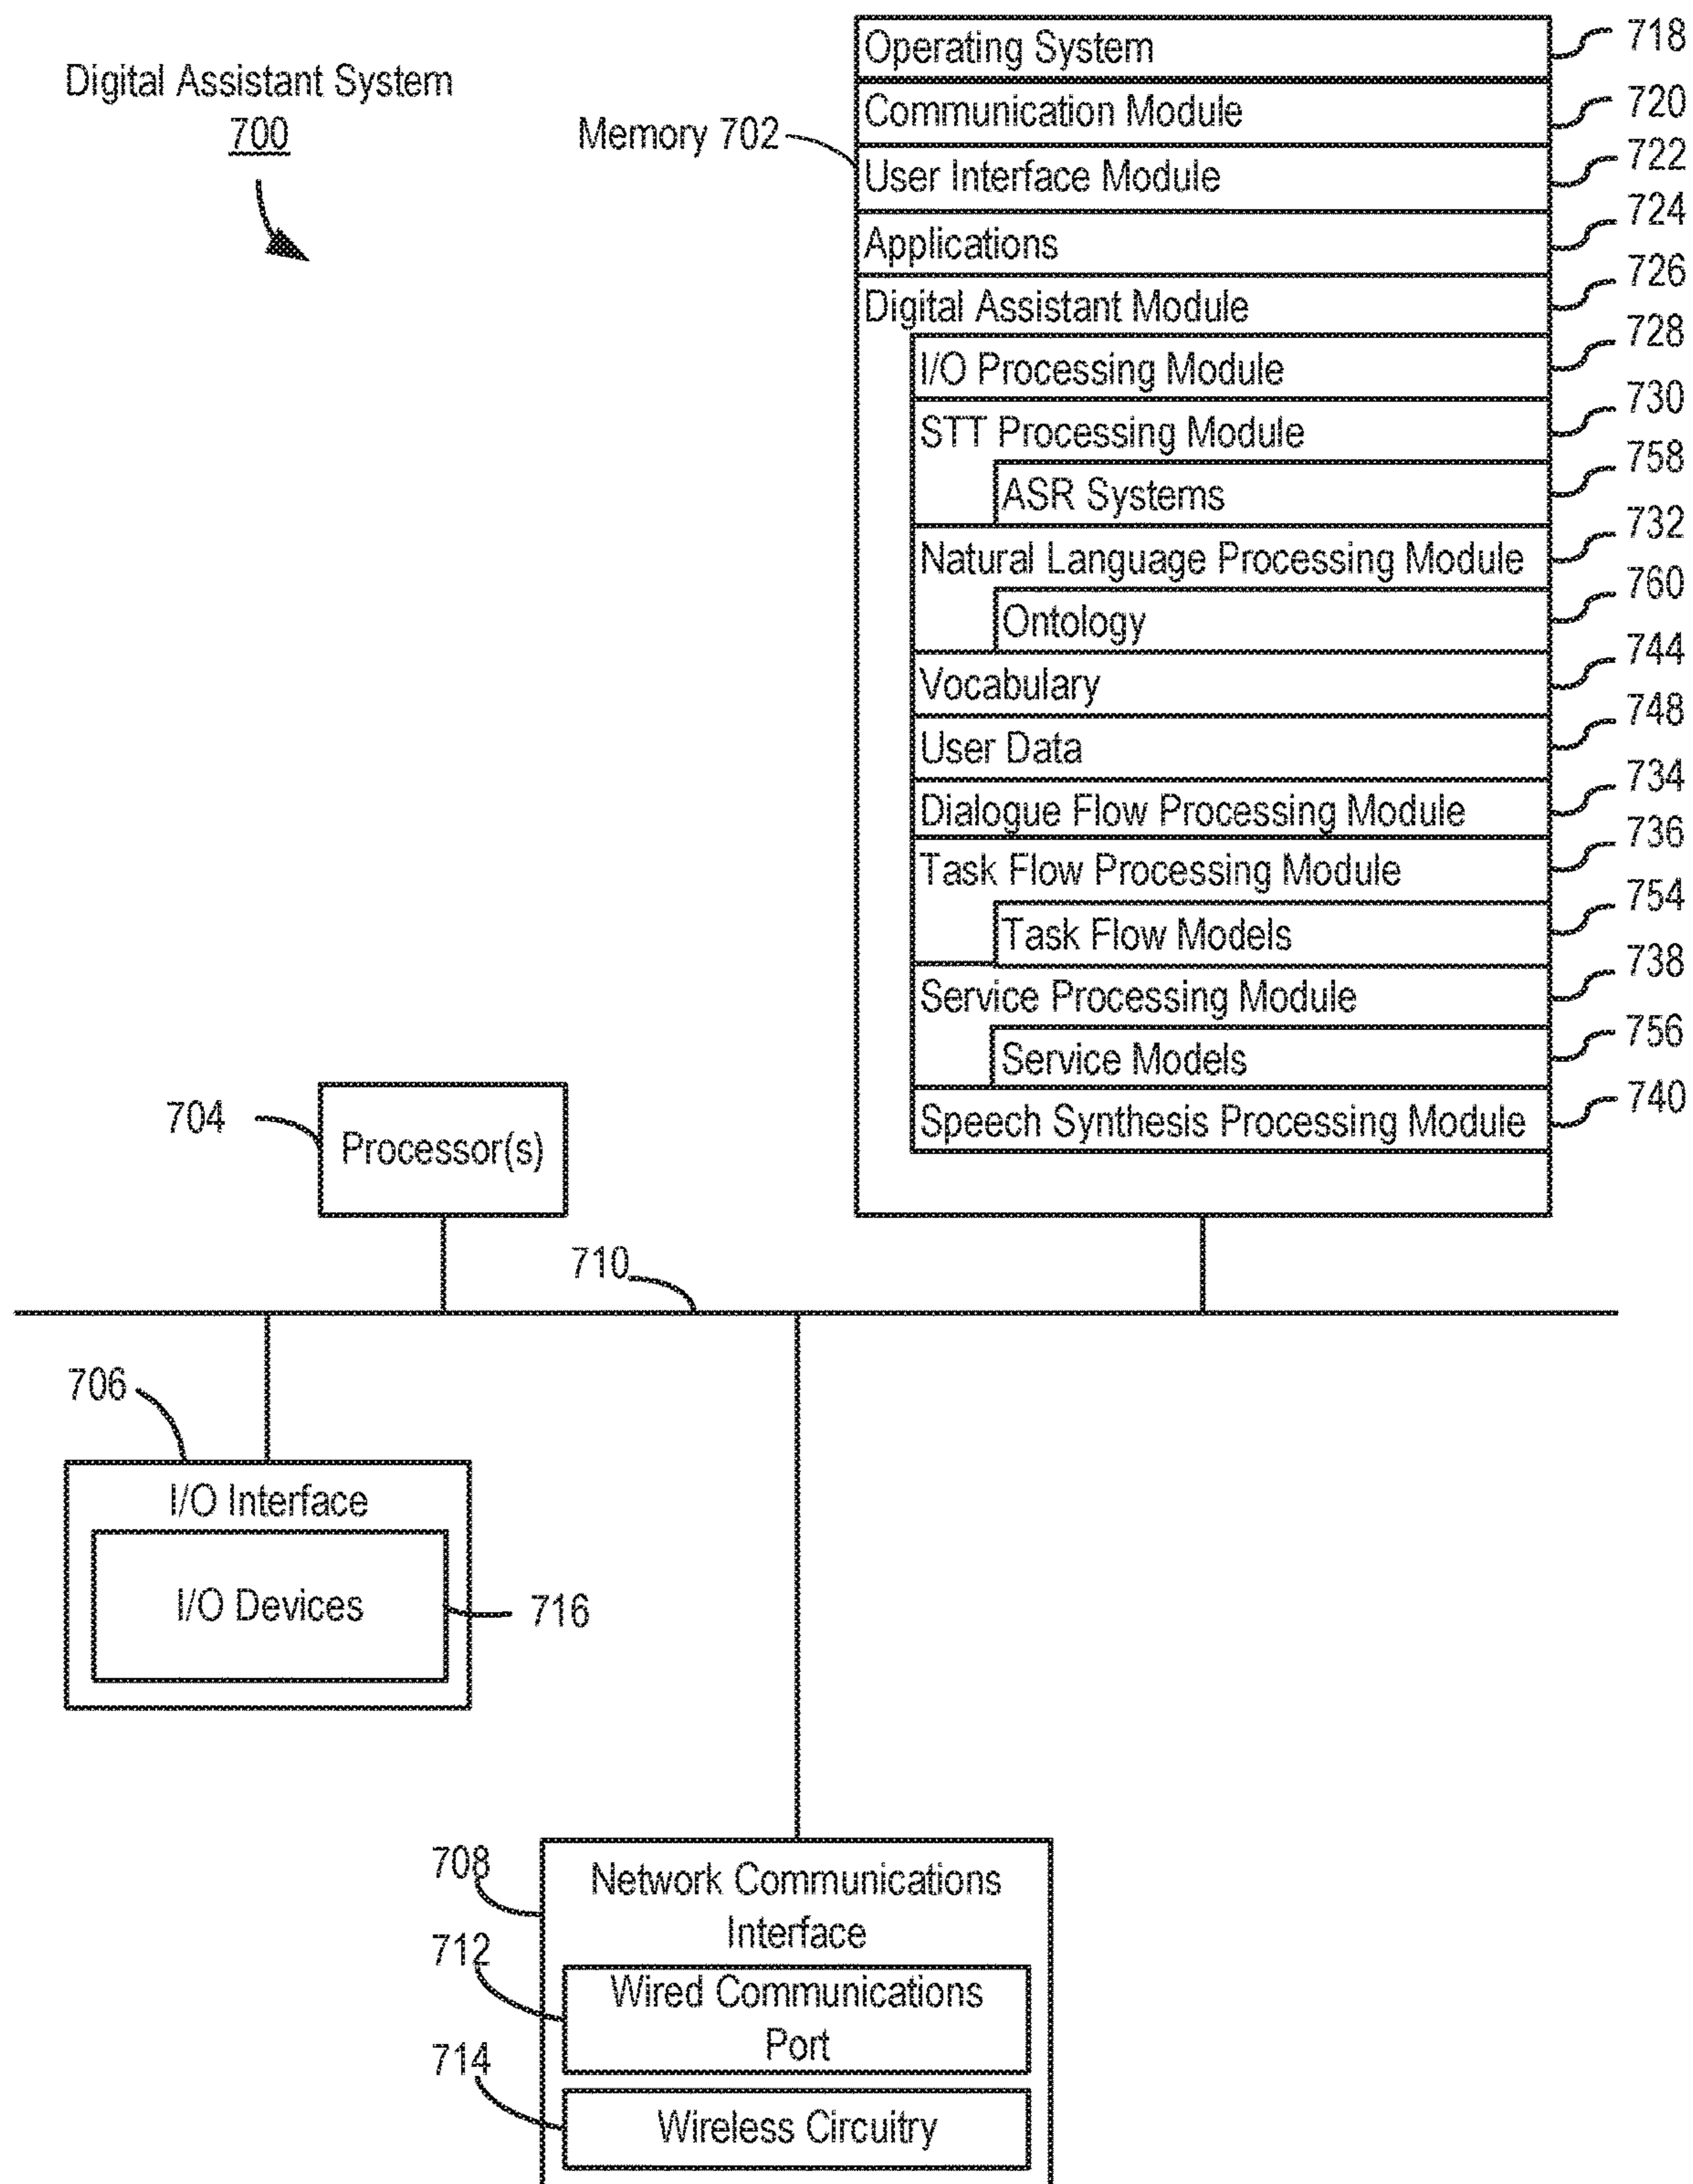 Digital Assistant System
700
Memory 702
Operating System 718
Communication Module 720
User Interface Module 722
Applications 724
Digital Assistant Module 726
I/O Processing Module 728
STT Processing Module 730
ASR Systems 758
Natural Language Processing Module 732
Ontology 760
Vocabulary 744
User Data 748
Dialogue Flow Processing Module 734
Task Flow Processing Module 736
Task Flow Models 754
Service Processing Module 738
Service Models 756
Speech Synthesis Processing Module 740
704
Processor(s)
710
706
I/O Interface
I/O Devices
716
708
Network Communications
Interface
712
Wired Communications
Port
714
Wireless Circuitry